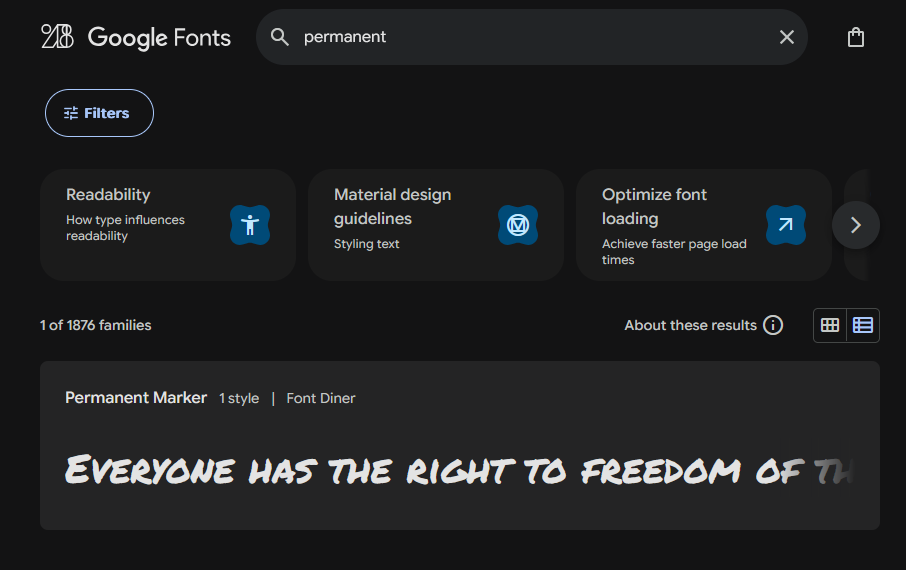 Google Fonts
permanent
Filters
Readability
How type influences
readability
Material design
guidelines
Styling text
Optimize font
loading
Achieve faster page load
times
1 of 1876 families
About these results
Permanent Marker 1 style | Font Diner
EVERYONE HAS THE RIGHT TO FREEDOM OF TH